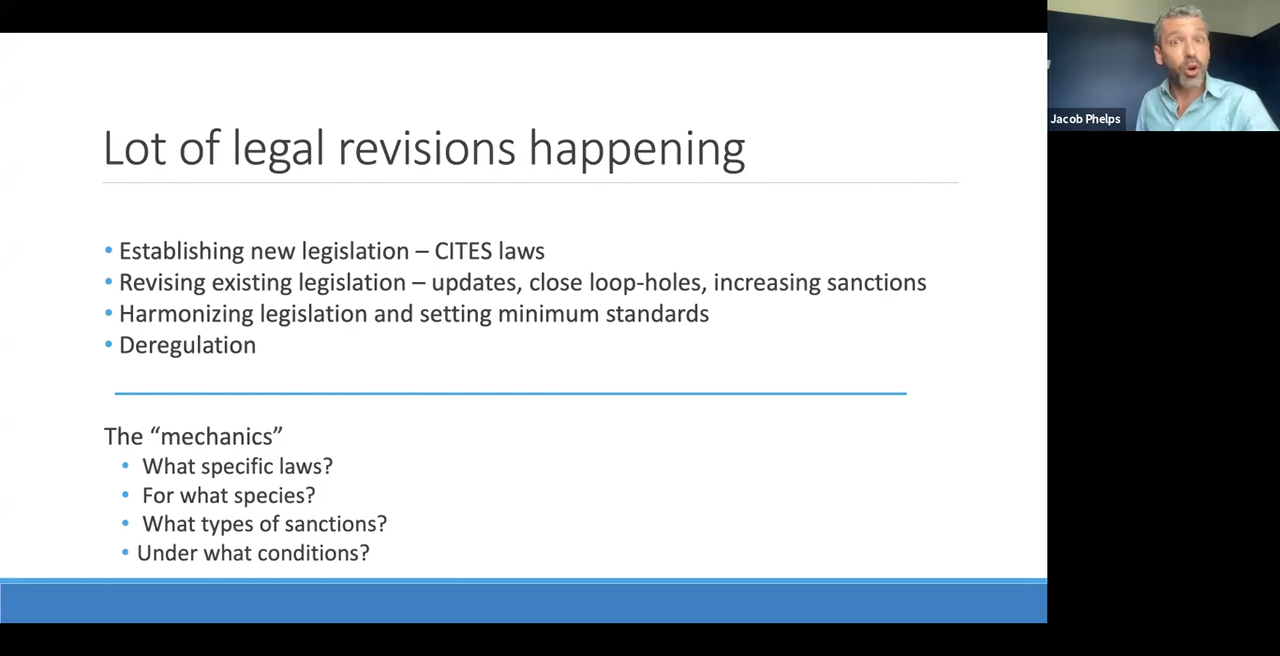 Lot of legal revisions happening
• Establishing new legislation – CITES laws
• Revising existing legislation – updates, close loop-holes, increasing sanctions
• Harmonizing legislation and setting minimum standards
• Deregulation
The “mechanics”
• What specific laws?
• For what species?
• What types of sanctions?
• Under what conditions?
Jacob Phelps